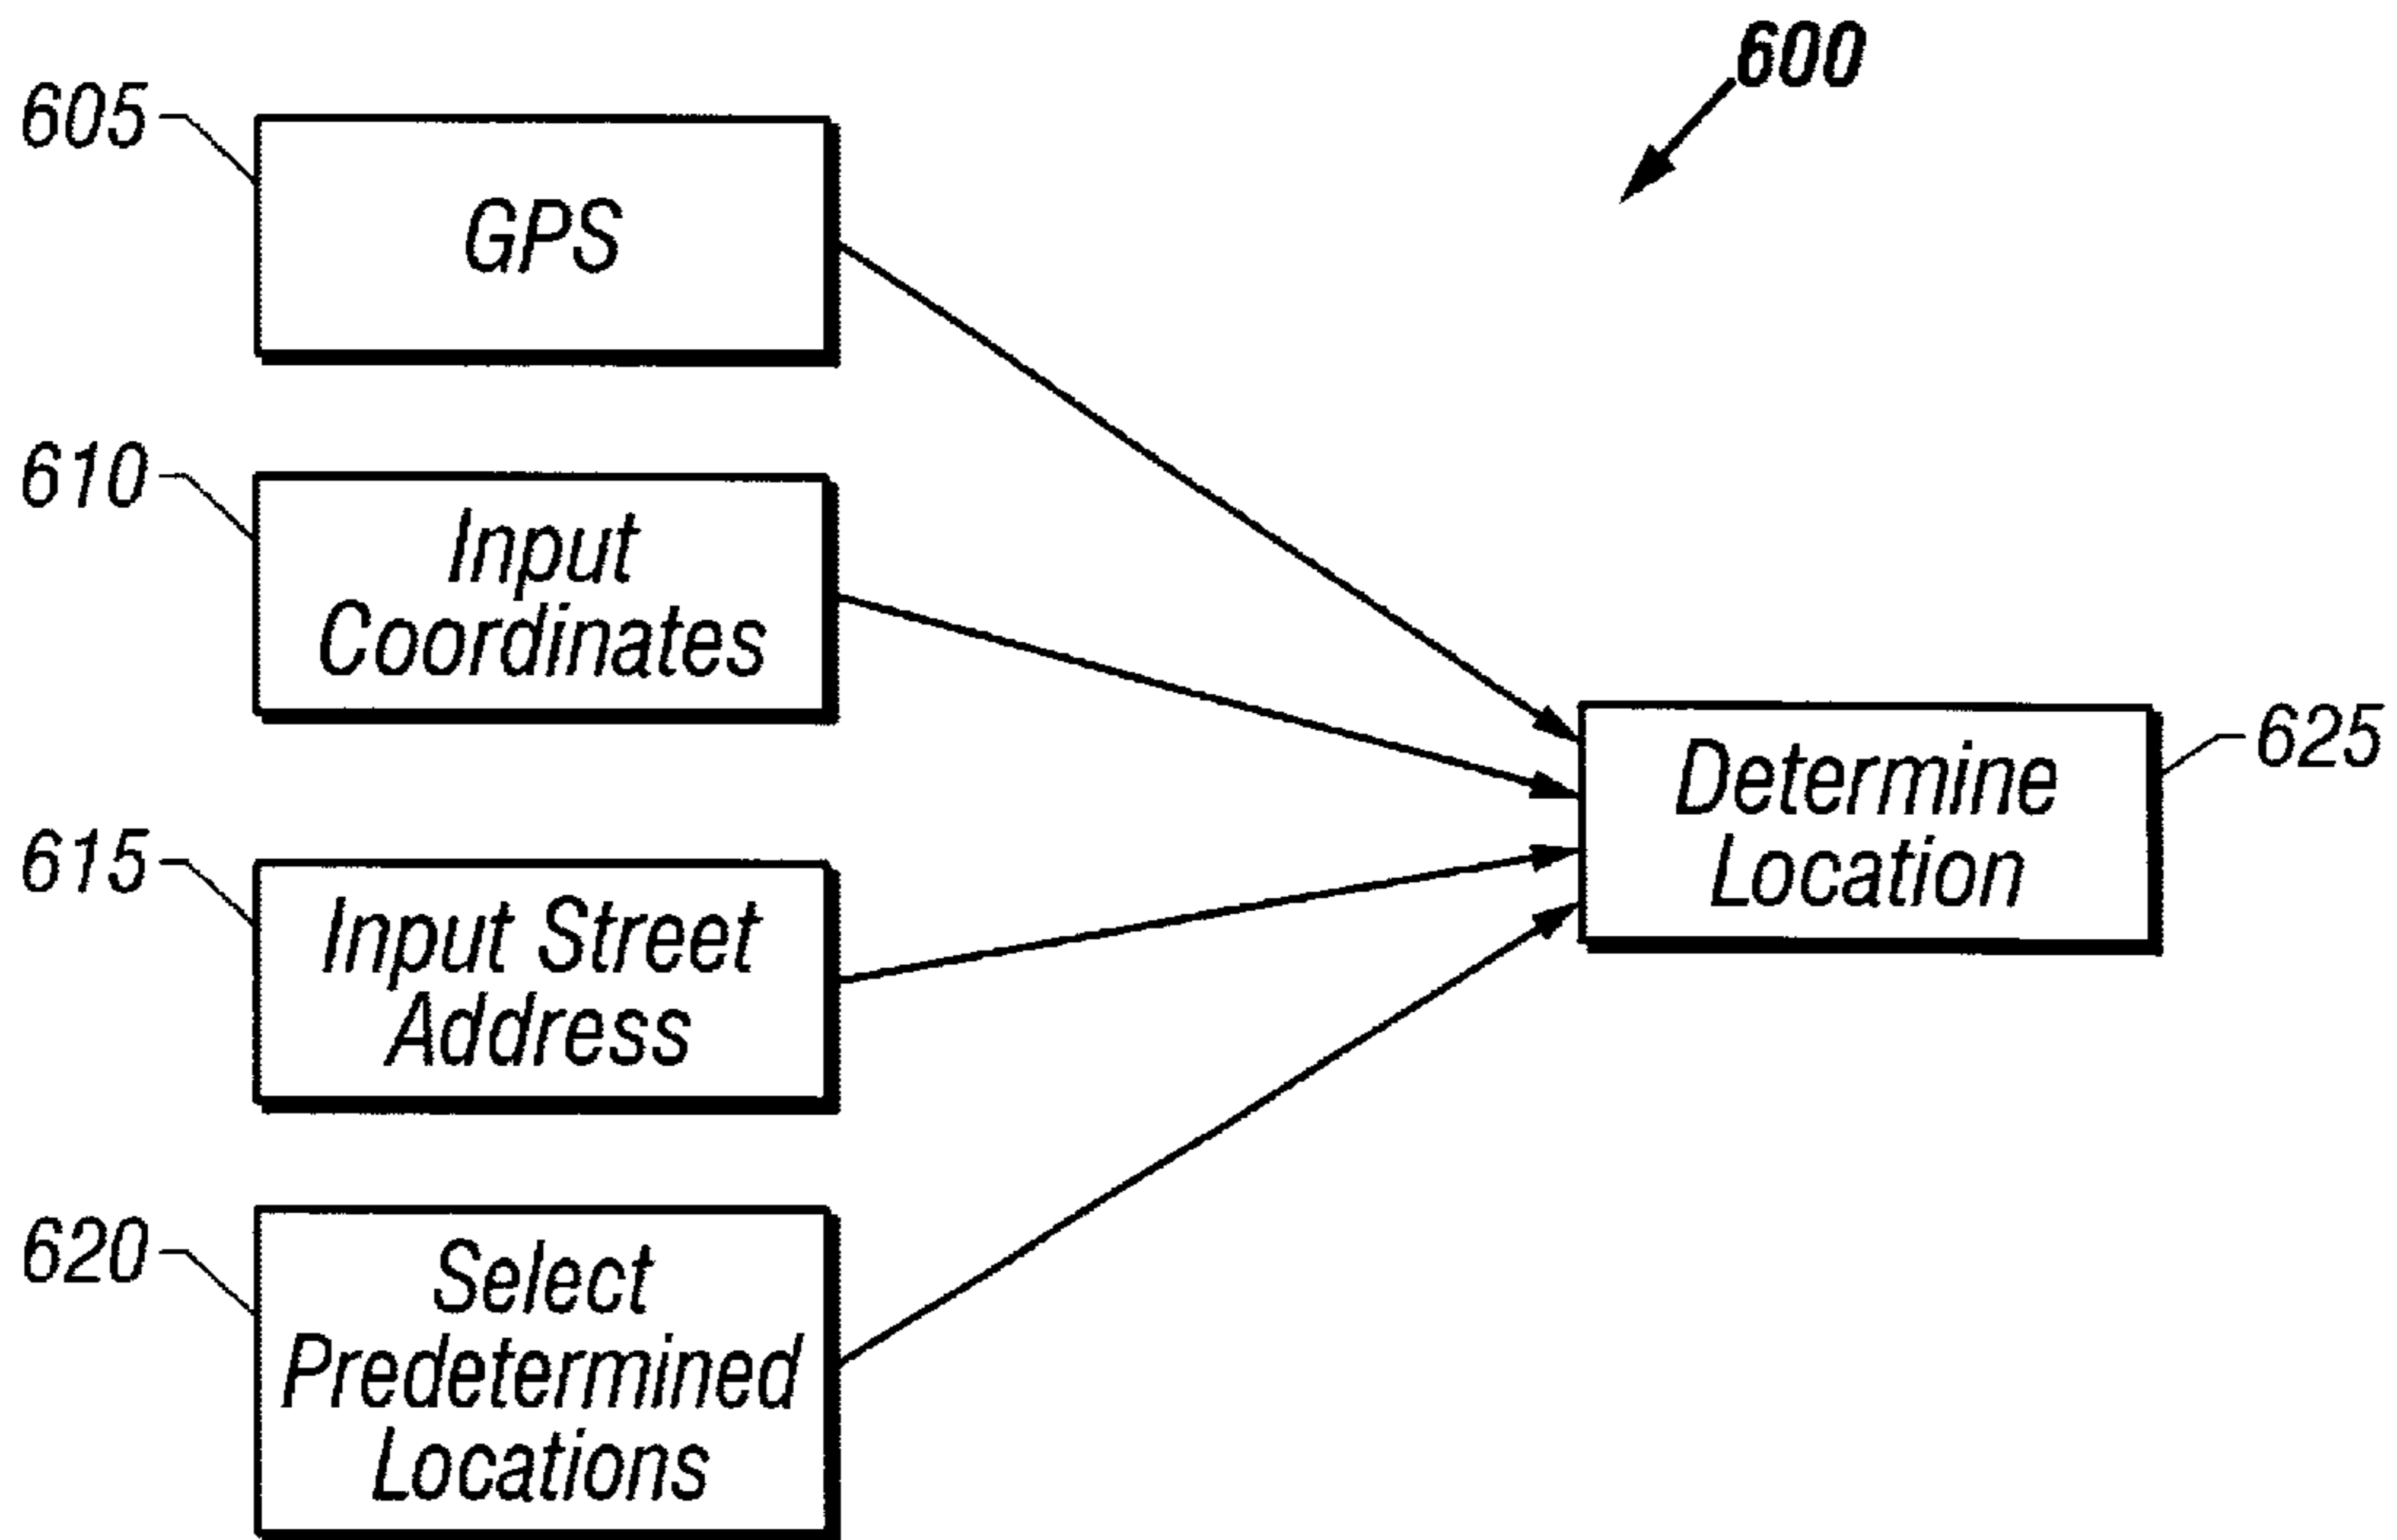 600
605
GPS
610
Input
Coordinates
615
Input Street
Address
620
Select
Predetermined
Locations
Determine
Location
625